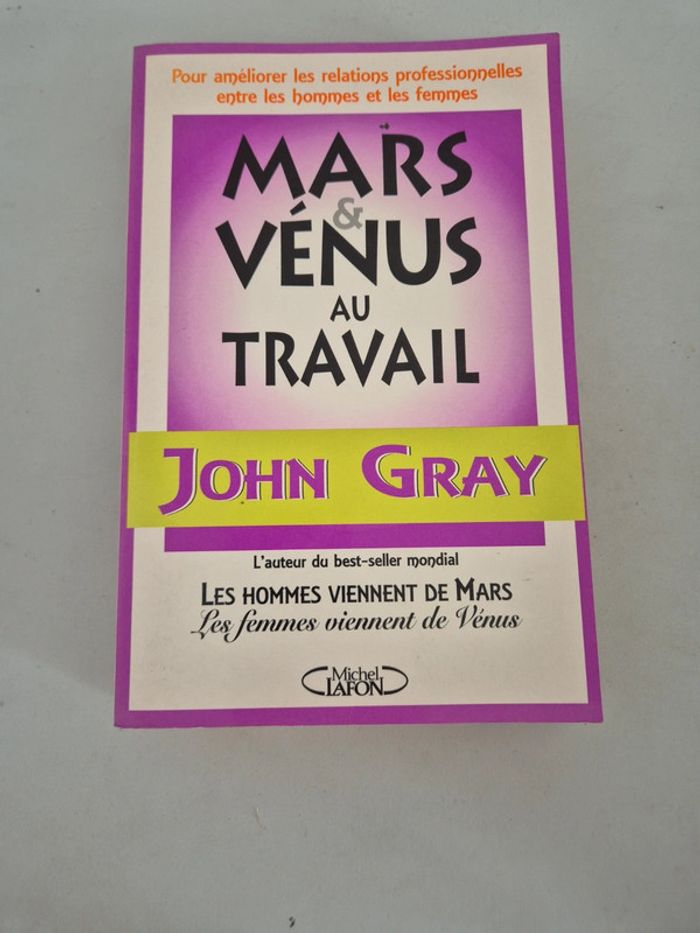 Pour améliorer les relations professionnelles
entre les hommes et les femmes
MARS
&
VÉNUS
AU
TRAVAIL
JOHN GRAY
L'auteur du best-seller mondial
LES HOMMES VIENNENT DE MARS
Les femmes viennent de Vénus
Michel
LAFON